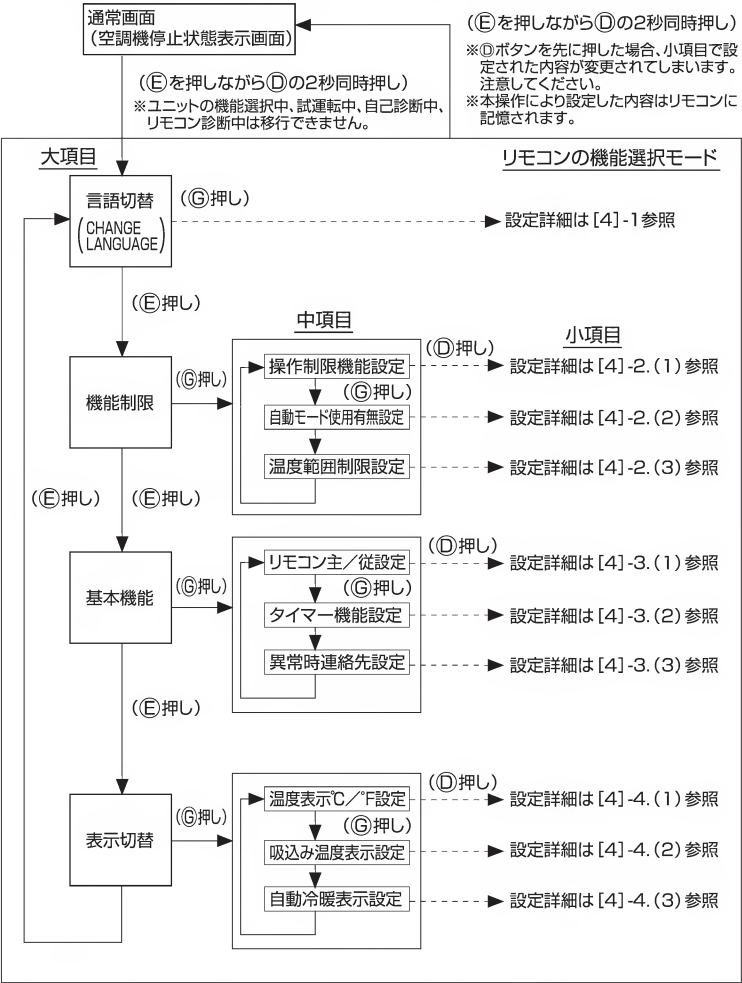 通常画面
（空調機停止状態表示画面）
（Ⓔを押しながらⒹの2秒同時押し）
※Ⓓボタンを先に押した場合、小項目で設
定された内容が変更されてしまいます。
注意してください。
※本操作により設定した内容はリモコンに
記憶されます。
（Ⓔを押しながらⒹの2秒同時押し）
※ユニットの機能選択中、試運転中、自己診断中、
リモコン診断中は移行できません。
大項目
リモコンの機能選択モード
言語切替
（CHANGE
LANGUAGE）
（Ⓖ押し）
設定詳細は［4］-1参照
（Ⓔ押し）
中項目
小項目
機能制限
（Ⓖ押し）
操作制限機能設定
（Ⓓ押し）
設定詳細は［4］-2.（1）参照
（Ⓖ押し）
自動モード使用有無設定
設定詳細は［4］-2.（2）参照
温度範囲制限設定
設定詳細は［4］-2.（3）参照
（Ⓔ押し）
（Ⓔ押し）
基本機能
（Ⓖ押し）
リモコン主／従設定
（Ⓓ押し）
設定詳細は［4］-3.（1）参照
（Ⓖ押し）
タイマー機能設定
設定詳細は［4］-3.（2）参照
異常時連絡先設定
設定詳細は［4］-3.（3）参照
（Ⓔ押し）
表示切替
（Ⓖ押し）
温度表示℃／℉設定
（Ⓓ押し）
設定詳細は［4］-4.（1）参照
（Ⓖ押し）
吸込み温度表示設定
設定詳細は［4］-4.（2）参照
自動冷暖表示設定
設定詳細は［4］-4.（3）参照